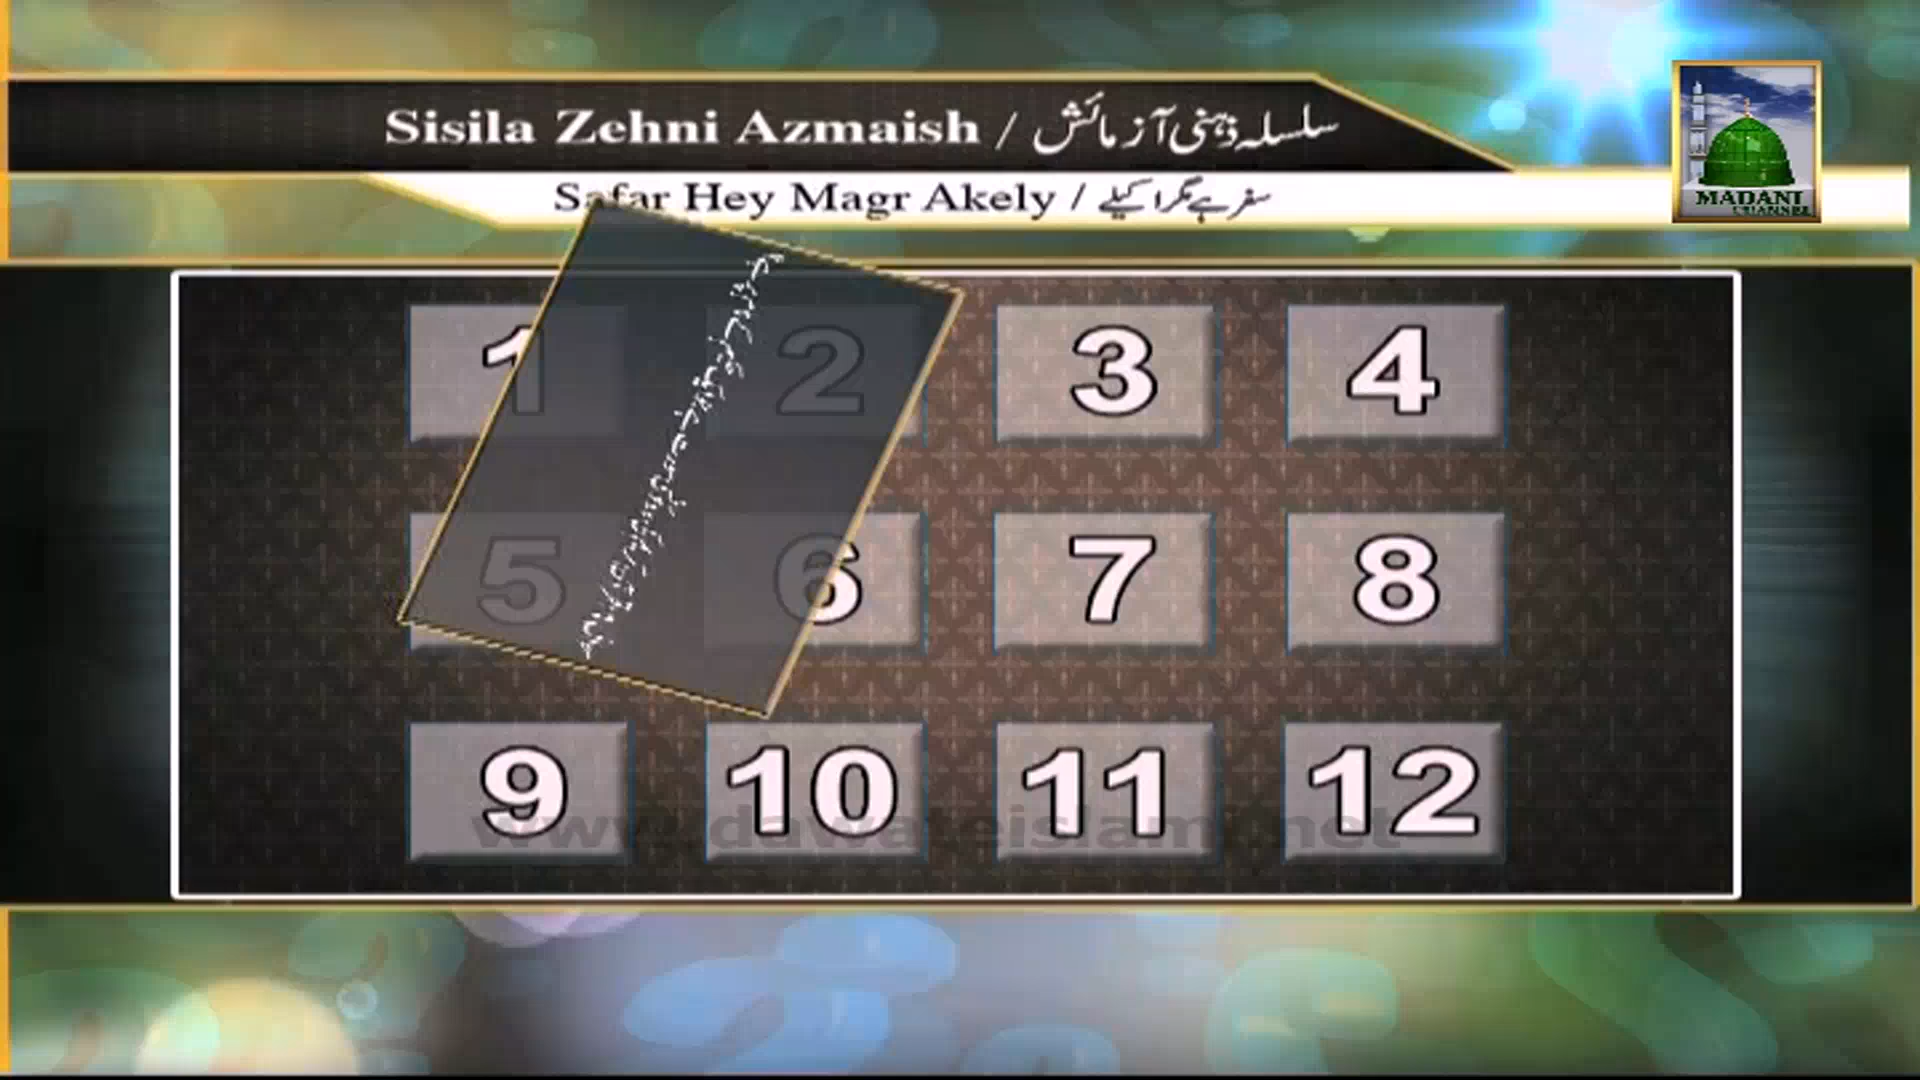 Sisila Zehni Azmaish / سلسلہ ذہنی آزمائش
Safar Hey Magr Akely / سفر ہے مگر اکیلے
MADANI
CHANNEL
1 2 3 4
5 6 7 8
9 10 11 12
www.dawateislami.net